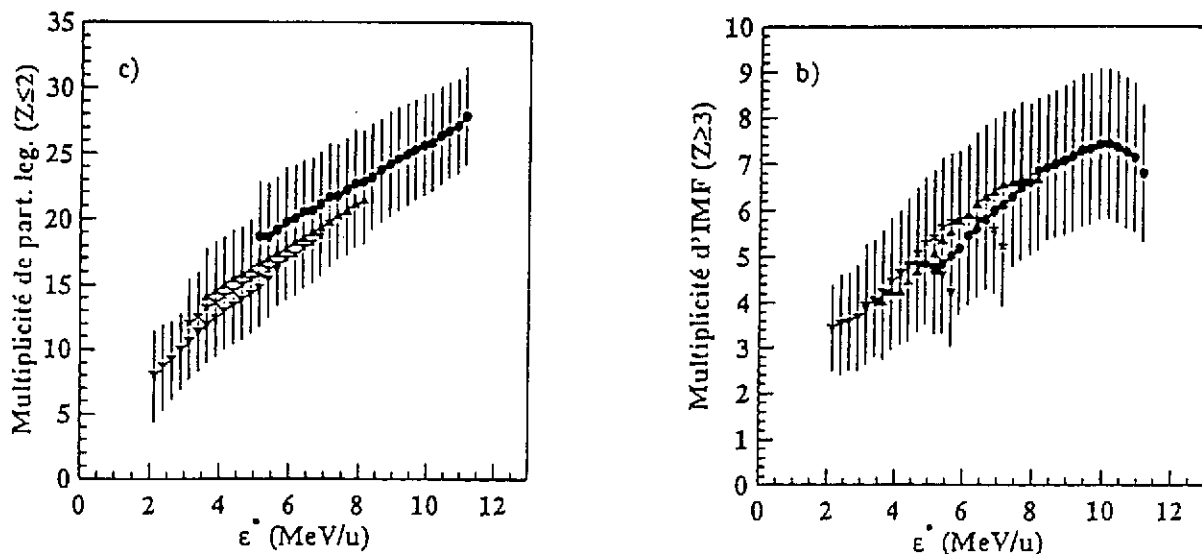 35
30
25
20
15
10
5
0
c)
Multiplicité de part. leg. (Z≤2)
0 2 4 6 8 10 12
ε* (MeV/u)
10
9
8
7
6
5
4
3
2
1
0
b)
Multiplicité d'IMF (Z≥3)
0 2 4 6 8 10 12
ε* (MeV/u)